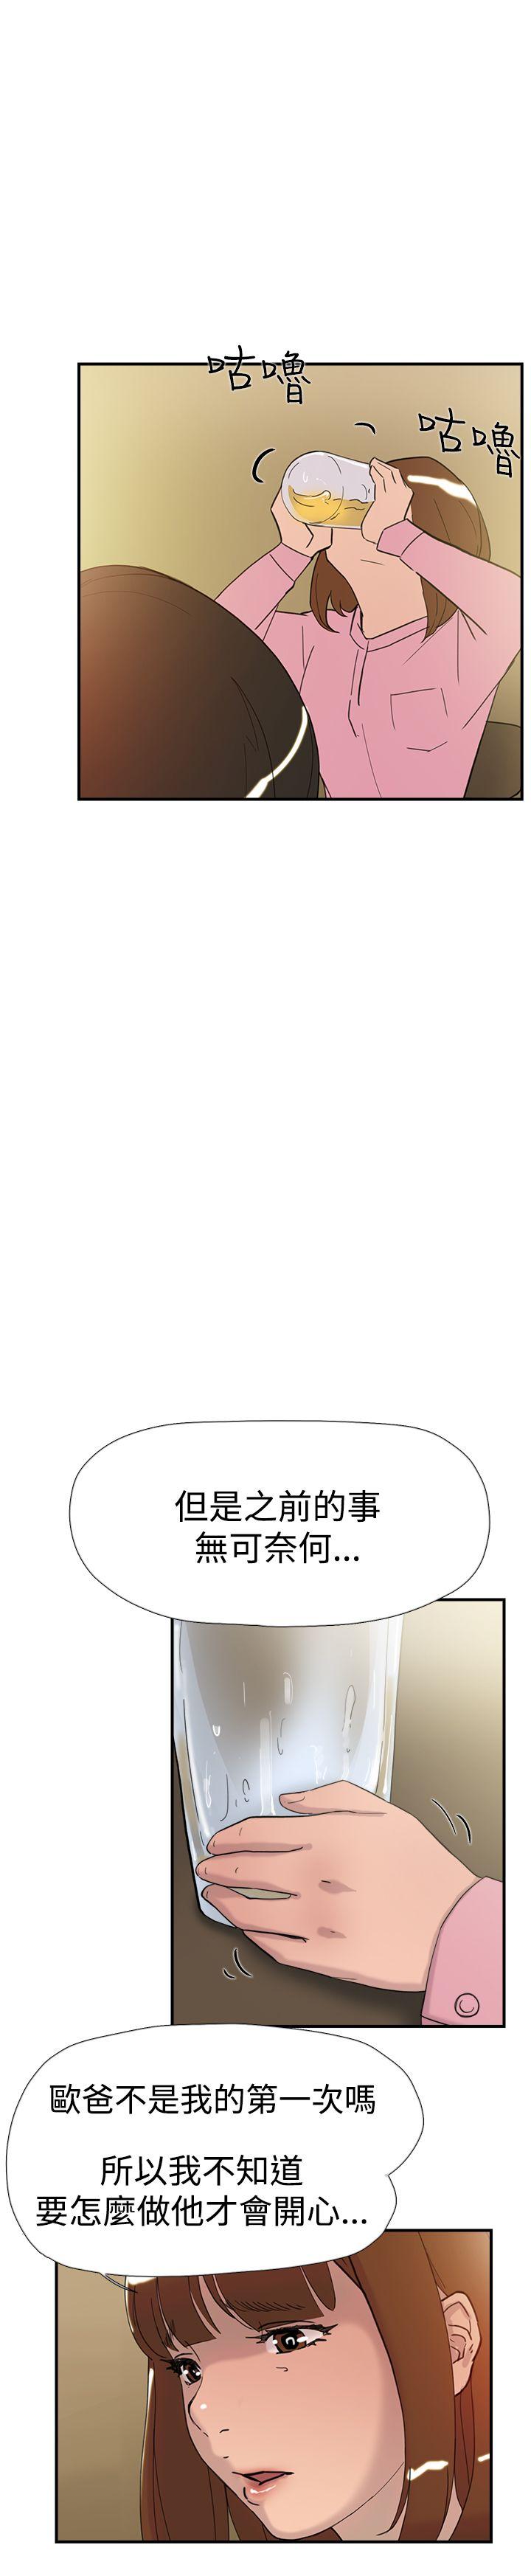 咕嚕
咕嚕
但是之前的事
無可奈何...
歐爸不是我的第一次嗎
所以我不知道
要怎麼做他才會開心...